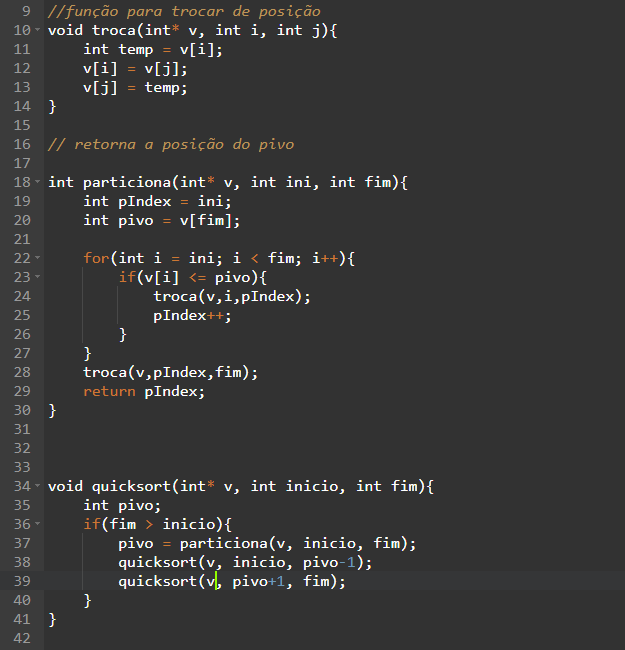 9 //função para trocar de posição
10 void troca(int* v, int i, int j){
11     int temp = v[i];
12     v[i] = v[j];
13     v[j] = temp;
14 }
15
16 // retorna a posição do pivo
17
18 int particiona(int* v, int ini, int fim){
19     int pIndex = ini;
20     int pivo = v[fim];
21
22     for(int i = ini; i < fim; i++){
23         if(v[i] <= pivo){
24             troca(v,i,pIndex);
25             pIndex++;
26         }
27     }
28     troca(v,pIndex,fim);
29     return pIndex;
30 }
31
32
33
34 void quicksort(int* v, int inicio, int fim){
35     int pivo;
36     if(fim > inicio){
37         pivo = particiona(v, inicio, fim);
38         quicksort(v, inicio, pivo-1);
39         quicksort(v, pivo+1, fim);
40     }
41 }
42